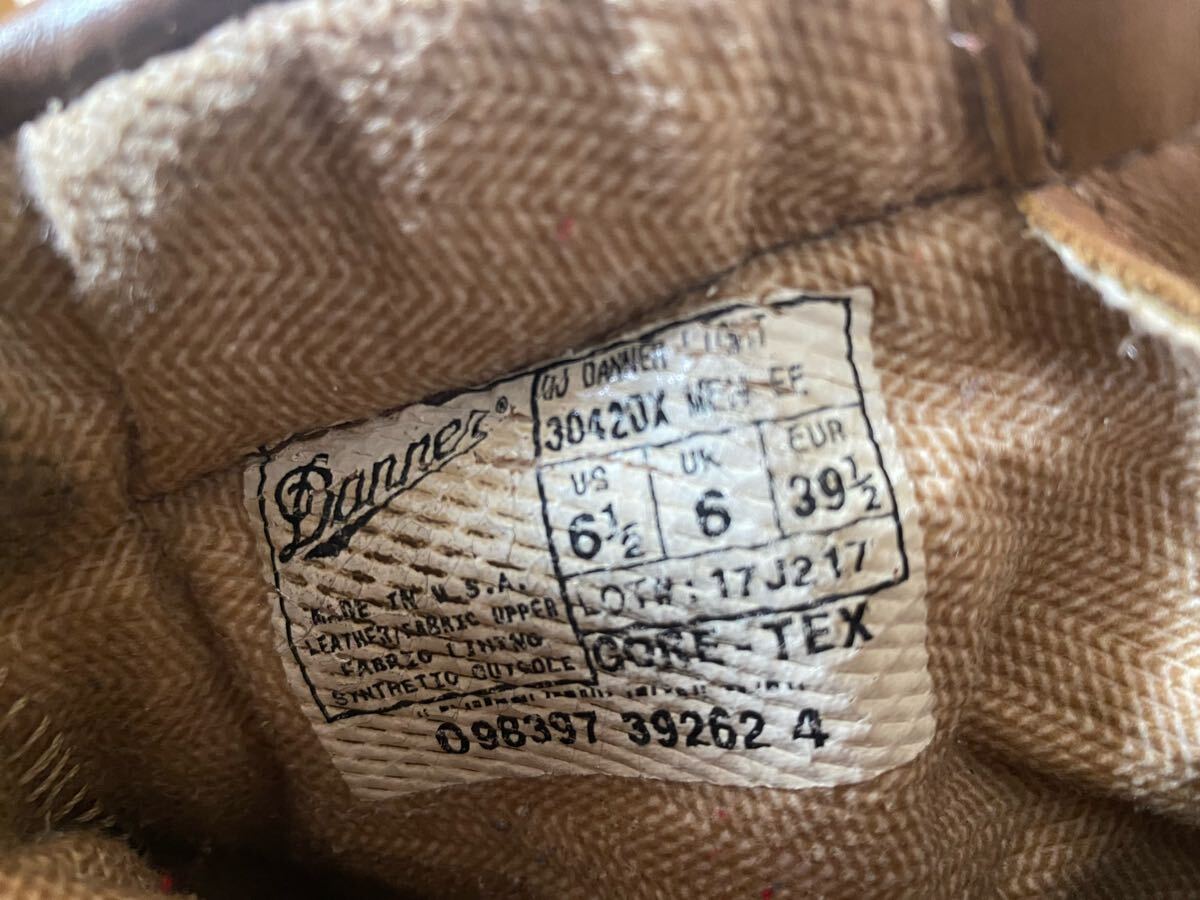 Danner®
DANNER LIGHT
30420X MEN EE
US UK EUR
6½ 6 39½
LOT#: 17J217
GORE-TEX
MADE IN U.S.A.
LEATHER/FABRIC UPPER
FABRIC LINING
SYNTHETIC OUTSOLE
098397 39262 4